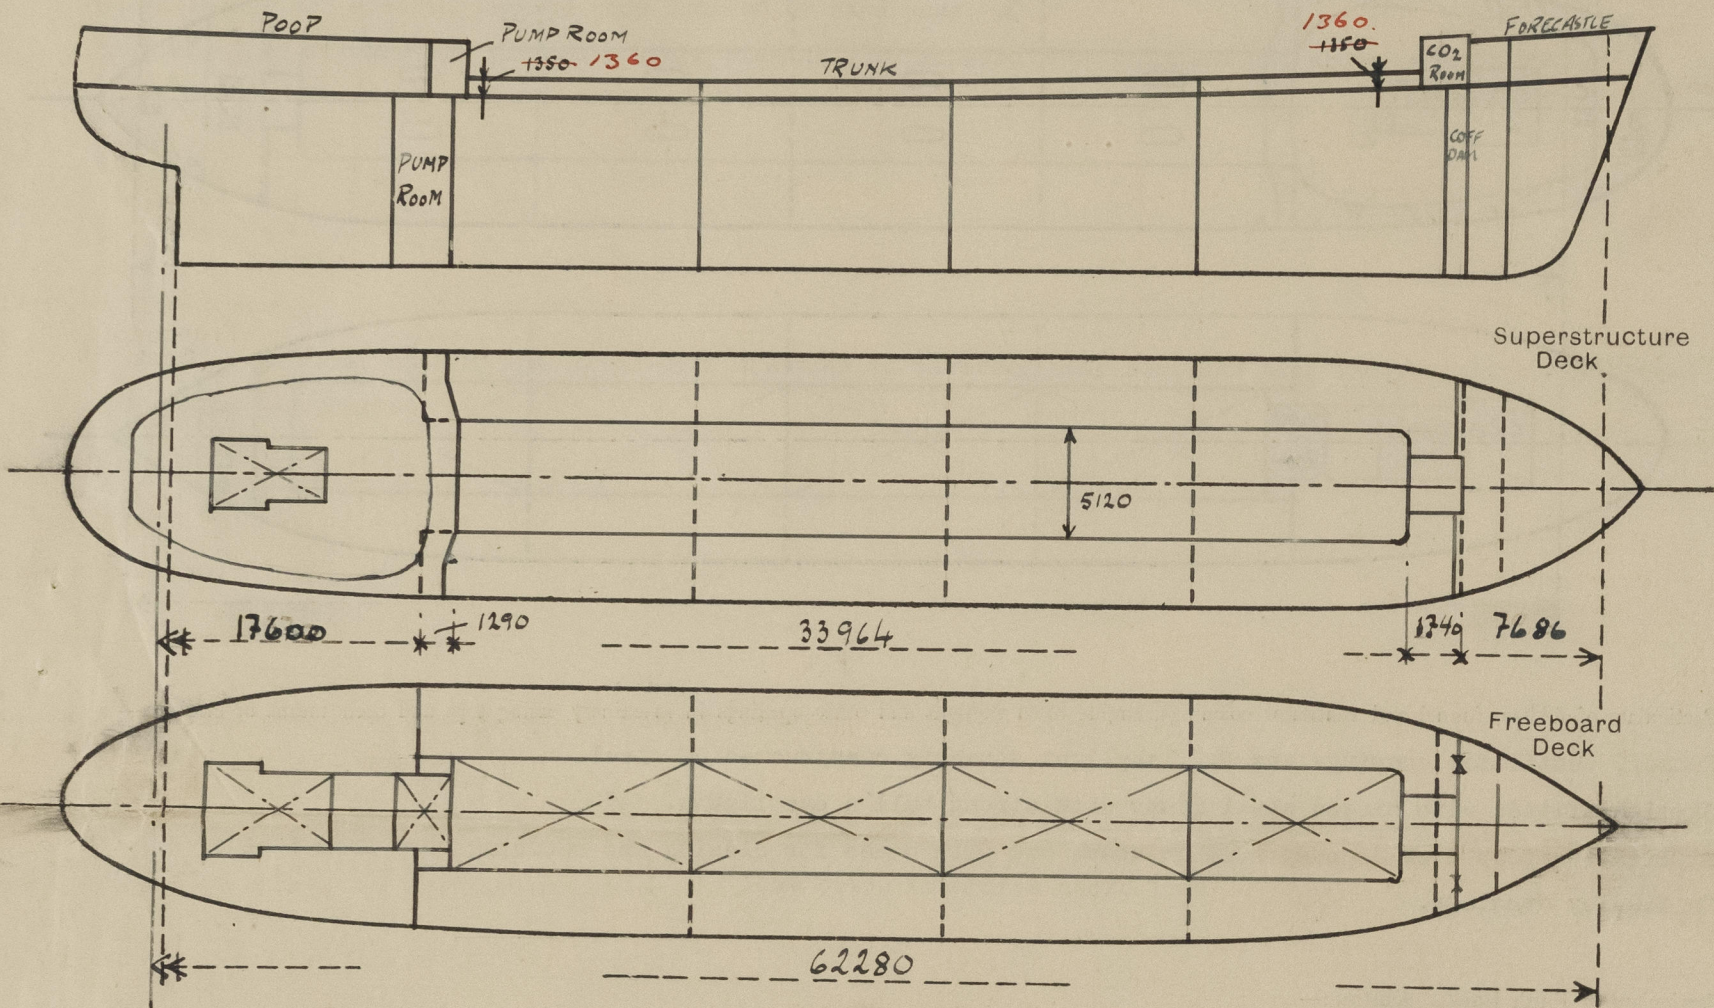 POOP
PUMP ROOM
1350 1360
TRUNK
1360.
1350
CO2
ROOM
FORECASTLE
PUMP
ROOM
COFF
DAM
Superstructure
Deck
5120
17600
1290
33964
1740
7686
Freeboard
Deck
62280